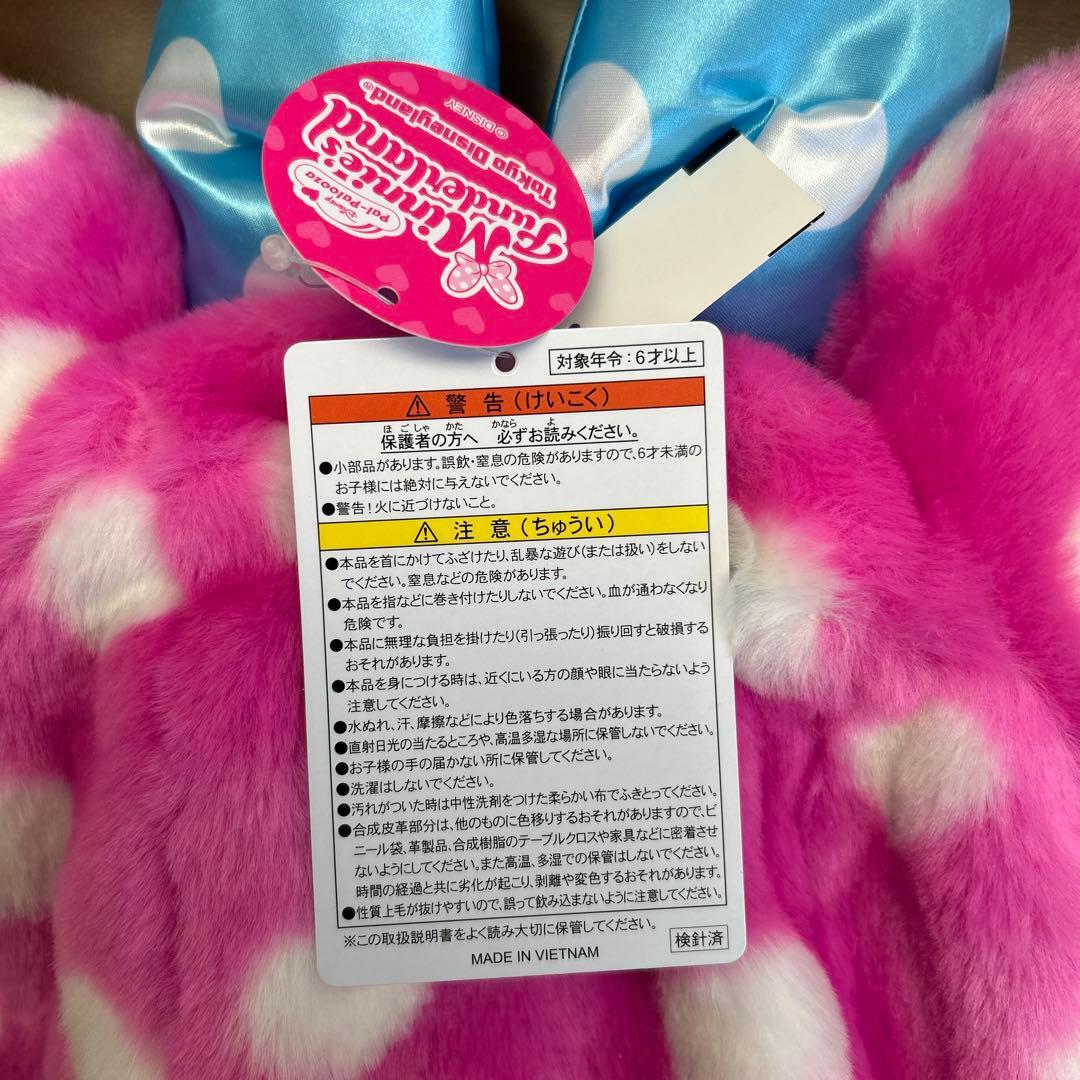 Disney
Pal-Palooza
Minnie's
Funderland
Tokyo Disneyland®
© DISNEY
対象年令:6才以上
⚠ 警告(けいこく)
保護者の方へ 必ずお読みください。
ほごしゃ かた かなら よ
●小部品があります。誤飲・窒息の危険がありますので、6才未満の
お子様には絶対に与えないでください。
●警告!火に近づけないこと。
⚠ 注意(ちゅうい)
●本品を首にかけてふざけたり、乱暴な遊び(または扱い)をしない
でください。窒息などの危険があります。
●本品を指などに巻き付けたりしないでください。血が通わなくなり
危険です。
●本品に無理な負担を掛けたり(引っ張ったり)振り回すと破損する
おそれがあります。
●本品を身につける時は、近くにいる方の顔や眼に当たらないよう
注意してください。
●水ぬれ、汗、摩擦などにより色落ちする場合があります。
●直射日光の当たるところや、高温多湿な場所に保管しないでください。
●お子様の手の届かない所に保管してください。
●洗濯はしないでください。
●汚れがついた時は中性洗剤をつけた柔らかい布でふきとってください。
●合成皮革部分は、他のものに色移りするおそれがありますので、ビ
ニール袋、革製品、合成樹脂のテーブルクロスや家具などに密着させ
ないようにしてください。また高温、多湿での保管はしないでください。
時間の経過と共に劣化が起こり、剥離や変色するおそれがあります。
●性質上毛が抜けやすいので、誤って飲み込まないように注意してください。
※この取扱説明書をよく読み大切に保管してください。
MADE IN VIETNAM
検針済